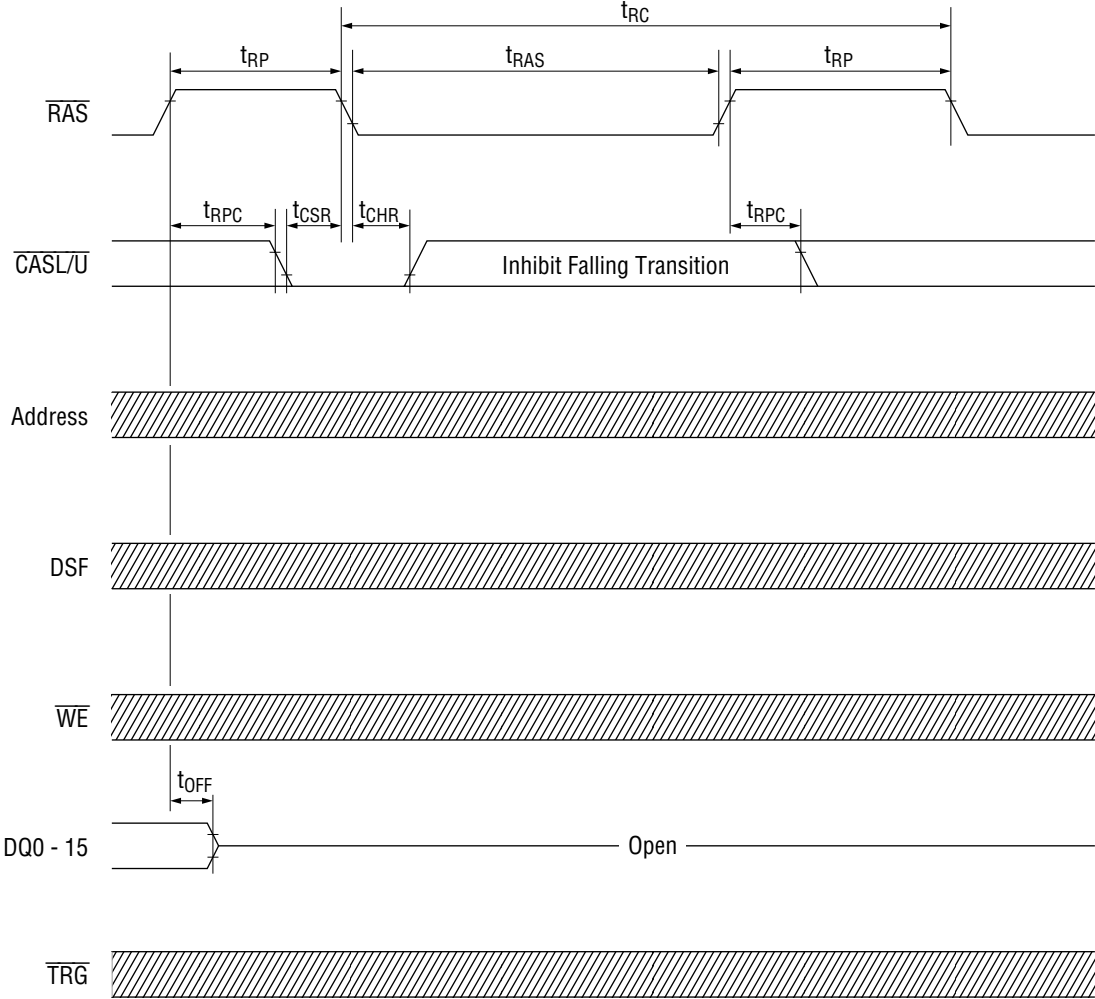 tRC
tRP
tRAS
tRP
RAS
tRPC
tCSR
tCHR
tRPC
CASL/U
Inhibit Falling Transition
Address
DSF
WE
tOFF
DQ0 - 15
Open
TRG